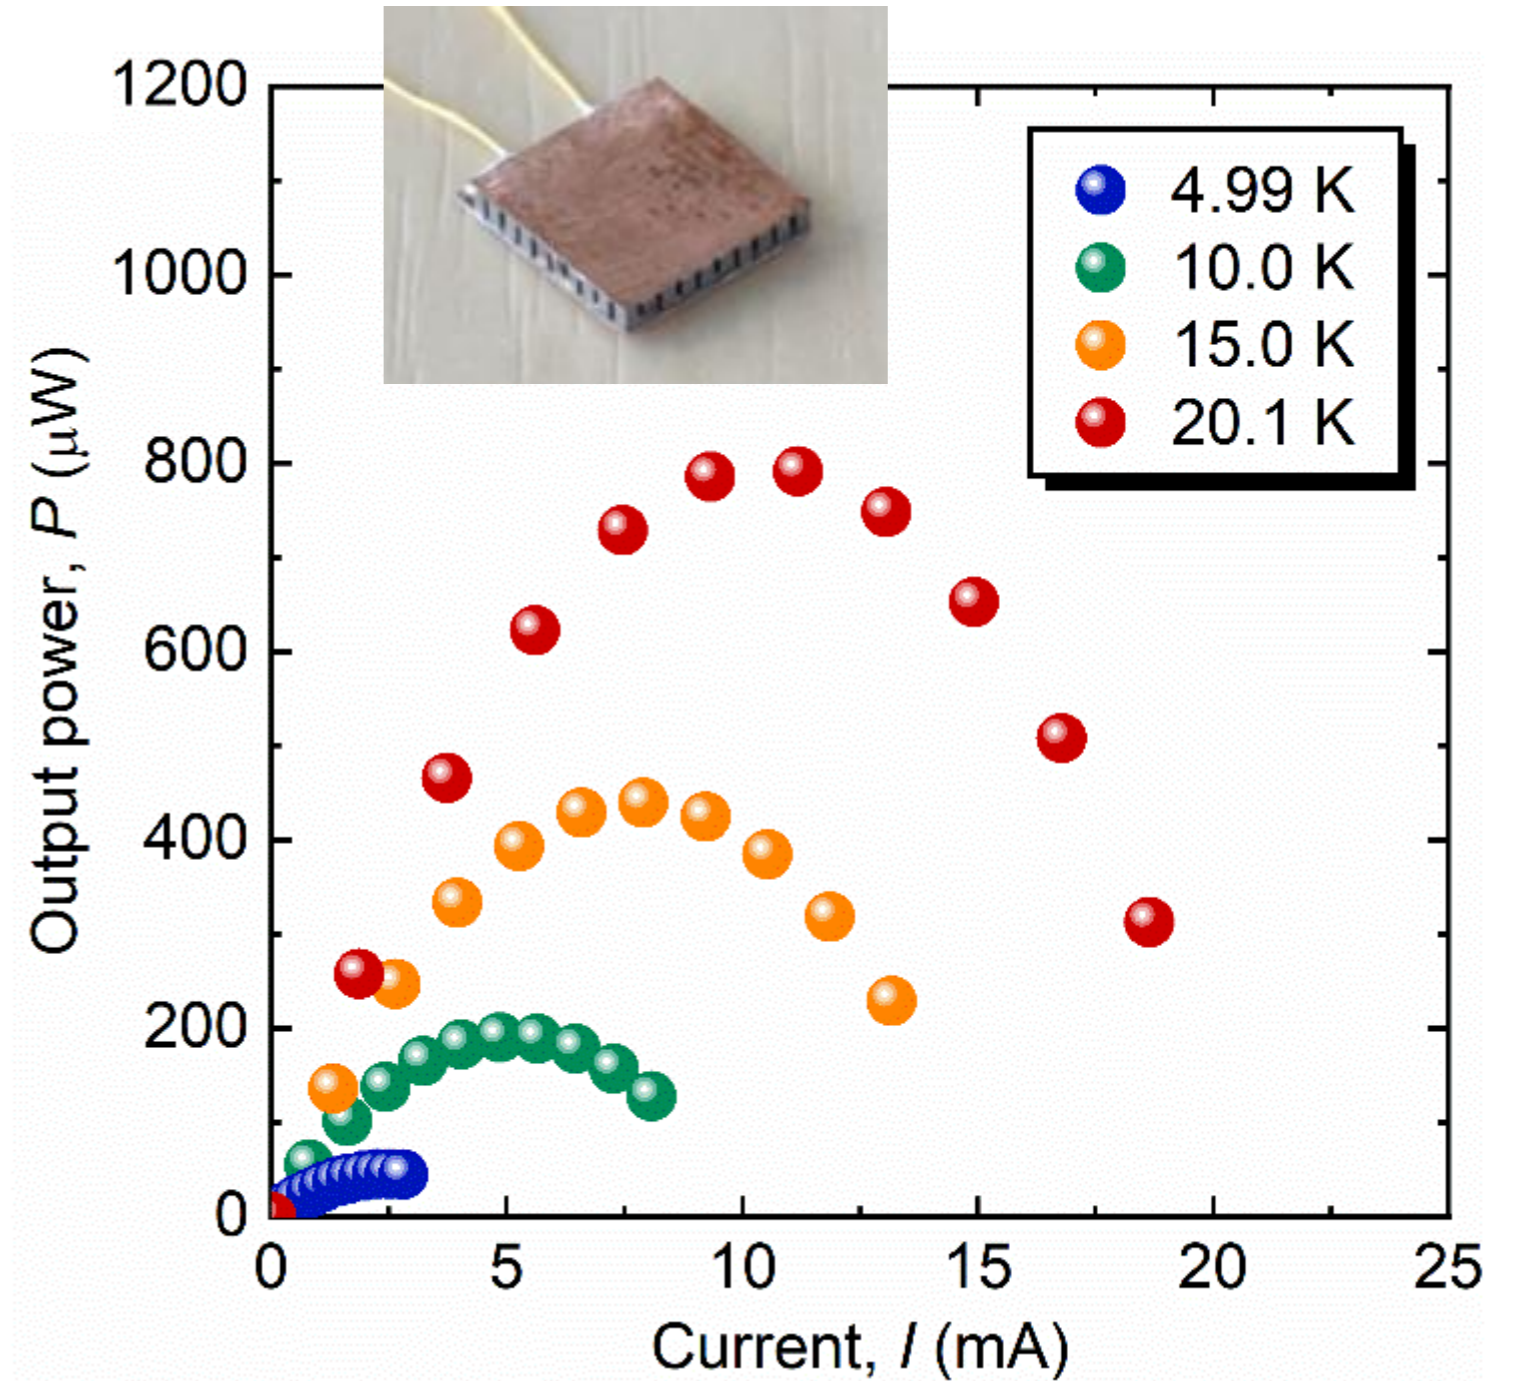 1200
1000
800
600
400
200
0
Output power, P (μW)
4.99 K
10.0 K
15.0 K
20.1 K
0 5 10 15 20 25
Current, I (mA)